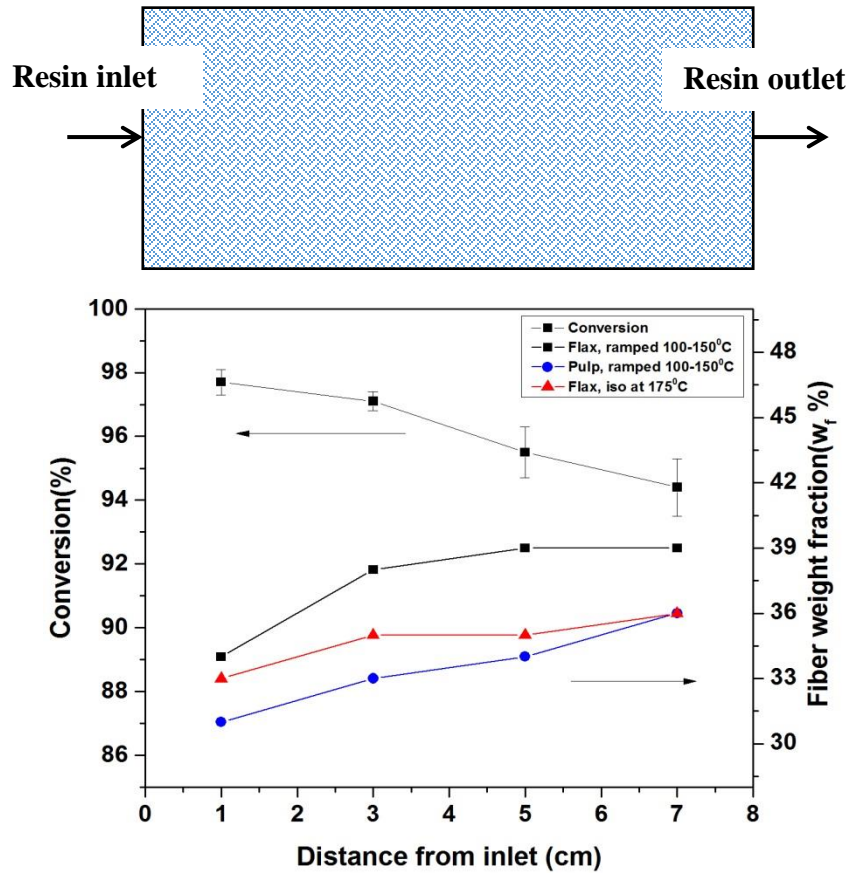 Resin inlet
Resin outlet
Conversion
Flax, ramped 100-150⁰C
Pulp, ramped 100-150⁰C
Flax, iso at 175⁰C
Conversion(%)
100
98
96
94
92
90
88
86
Fiber weight fraction(wf %)
48
45
42
39
36
33
30
0
1
2
3
4
5
6
7
8
Distance from inlet (cm)